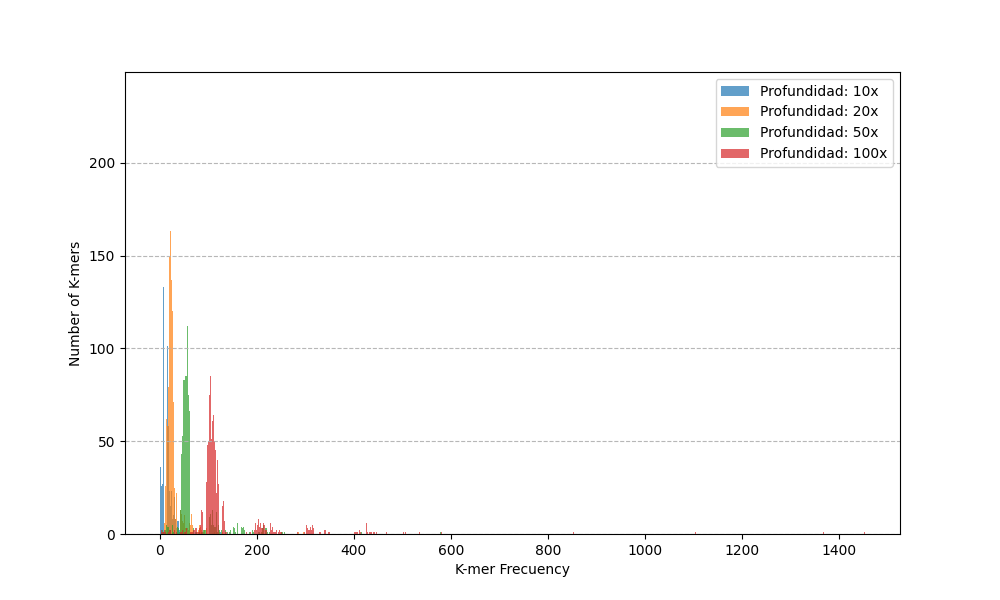 Profundidad: 10x
Profundidad: 20x
Profundidad: 50x
Profundidad: 100x
Number of K-mers
200
150
100
50
0
0 200 400 600 800 1000 1200 1400
K-mer Frecuency